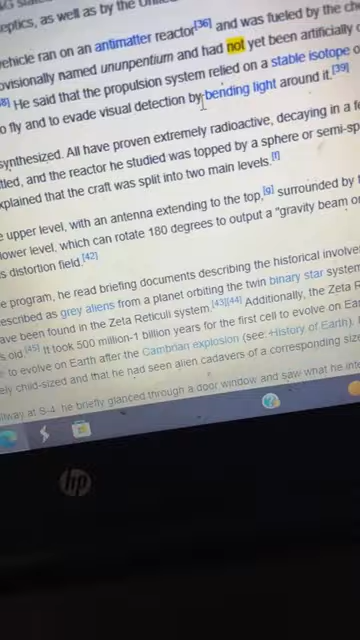 eptics, as well as by the
ehicle ran on an antimatter reactor[36] and was fueled by the
ovisionally named ununpentium and had not yet been artificially
He said that the propulsion system relied on a stable isotope
o fly and to evade visual detection by bending light around it.[39]
synthesized. All have proven extremely radioactive, decaying in a
lled, and the reactor he studied was topped by a sphere or semi-sp
xplained that the craft was split into two main levels.
e upper level, with an antenna extending to the top,[9] surrounded by
lower level, which can rotate 180 degrees to output a "gravity beam or
s distortion field.[42]
e program, he read briefing documents describing the historical involve
escribed as grey aliens from a planet orbiting the twin binary star system
ave been found in the Zeta Reticuli system.[43][44] Additionally, the Zeta R
s old.[45] It took 500 million-1 billion years for the first cell to evolve on Ear
to evolve on Earth after the Cambrian explosion (see: History of Earth).
ely child-sized and that he had seen alien cadavers of a corresponding size
llway at S-4, he briefly glanced through a door window and saw what he inte
hp